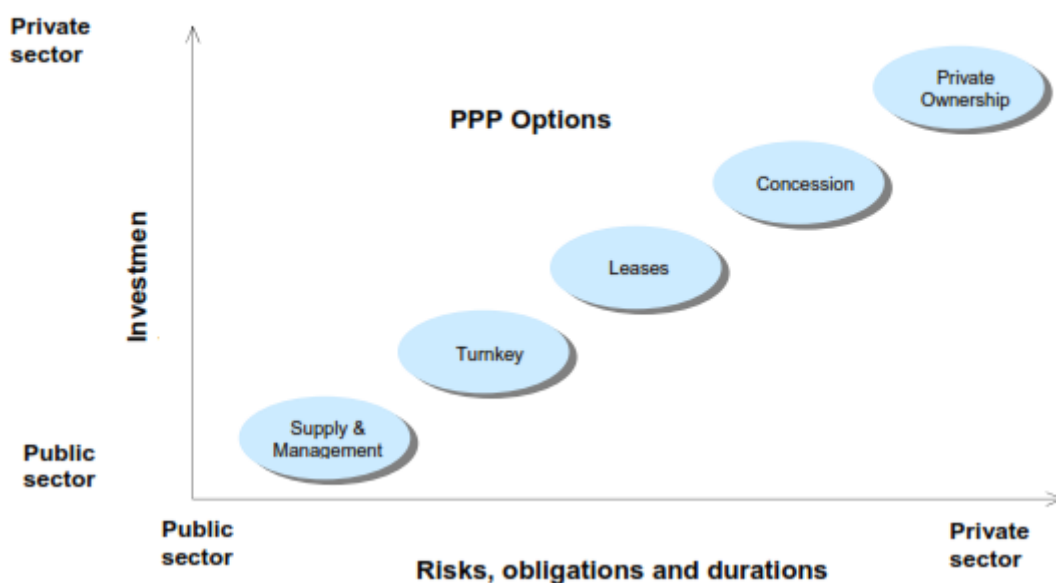 Private
sector
Private
Ownership
PPP Options
Concession
Leases
Investmen
Turnkey
Supply &
Management
Public
sector
Public
sector
Private
sector
Risks, obligations and durations